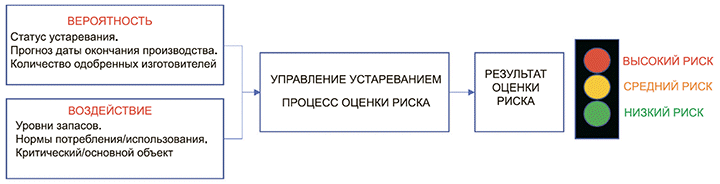 ВЕРОЯТНОСТЬ
Статус устаревания.
Прогноз даты окончания производства.
Количество одобренных изготовителей
ВОЗДЕЙСТВИЕ
Уровни запасов.
Нормы потребления/использования.
Критический/основной объект
УПРАВЛЕНИЕ УСТАРЕВАНИЕМ
ПРОЦЕСС ОЦЕНКИ РИСКА
РЕЗУЛЬТАТ
ОЦЕНКИ
РИСКА
ВЫСОКИЙ РИСК
СРЕДНИЙ РИСК
НИЗКИЙ РИСК